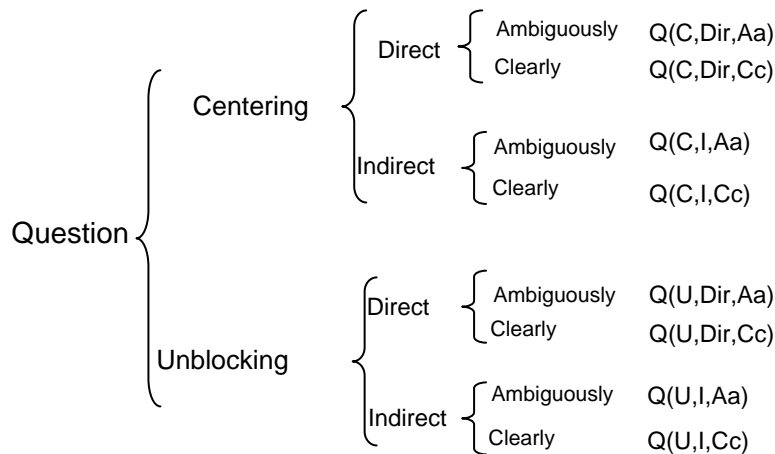 Ambiguously Q(C,Dir,Aa)
Direct
Clearly Q(C,Dir,Cc)
Centering
Ambiguously Q(C,I,Aa)
Indirect
Clearly Q(C,I,Cc)
Question
Ambiguously Q(U,Dir,Aa)
Direct
Clearly Q(U,Dir,Cc)
Unblocking
Ambiguously Q(U,I,Aa)
Indirect
Clearly Q(U,I,Cc)